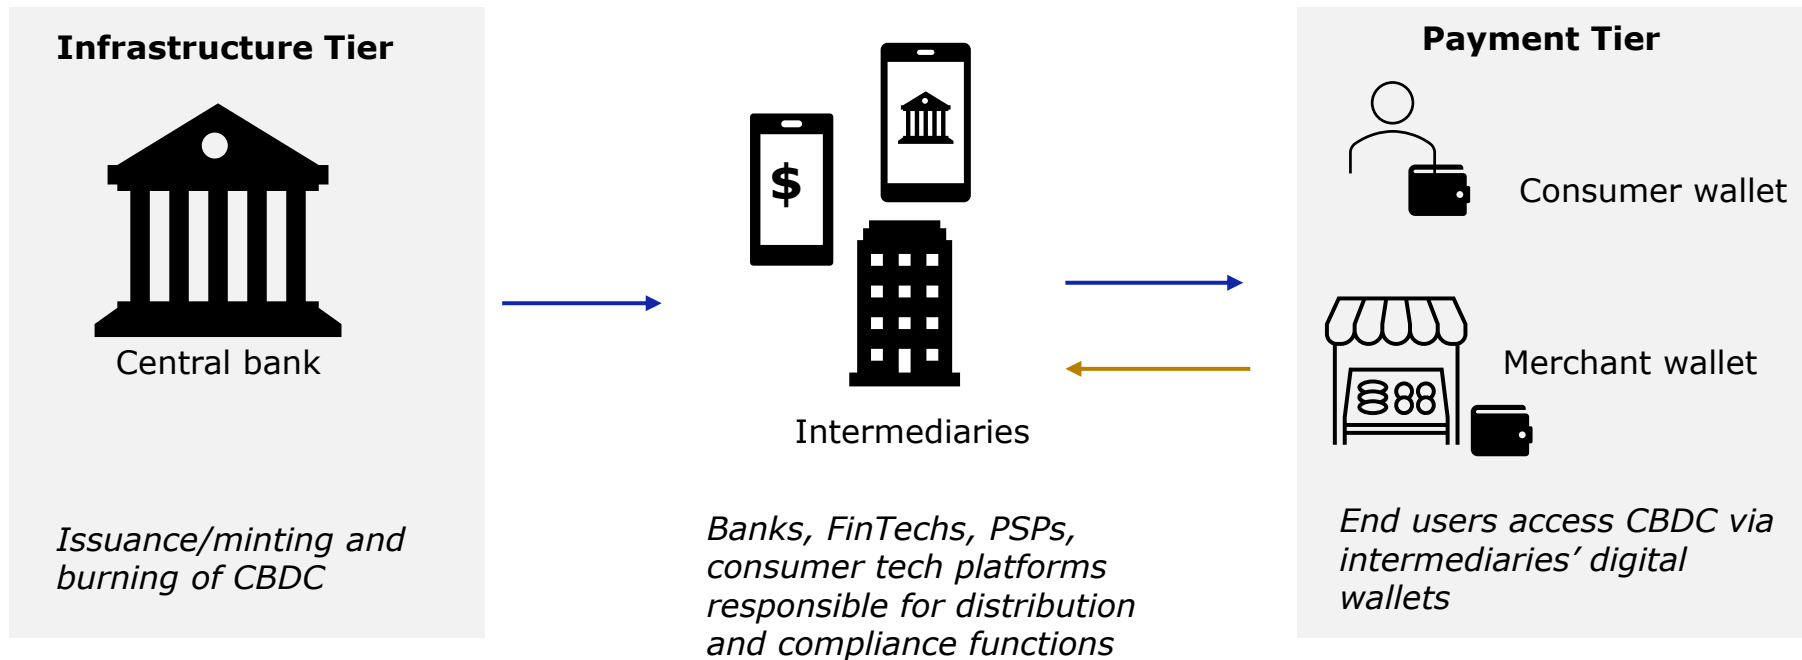 Infrastructure Tier
Central bank
Issuance/minting and
burning of CBDC
$
Intermediaries
Banks, FinTechs, PSPs,
consumer tech platforms
responsible for distribution
and compliance functions
Payment Tier
Consumer wallet
Merchant wallet
End users access CBDC via
intermediaries’ digital
wallets